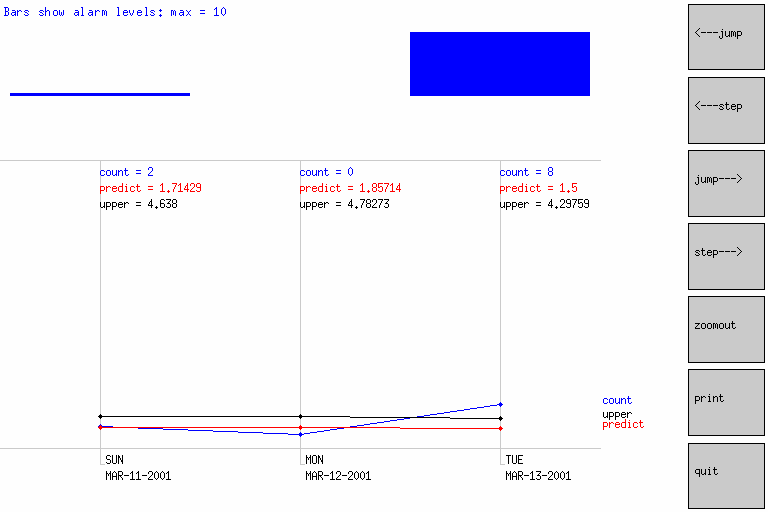 Bars show alarm levels: max = 10
<---jump
<---step
count = 2
predict = 1.71429
upper = 4.638
count = 0
predict = 1.85714
upper = 4.78273
count = 8
predict = 1.5
upper = 4.29759
jump--->
step--->
zoomout
print
count
upper
predict
SUN
MAR-11-2001
MON
MAR-12-2001
TUE
MAR-13-2001
quit